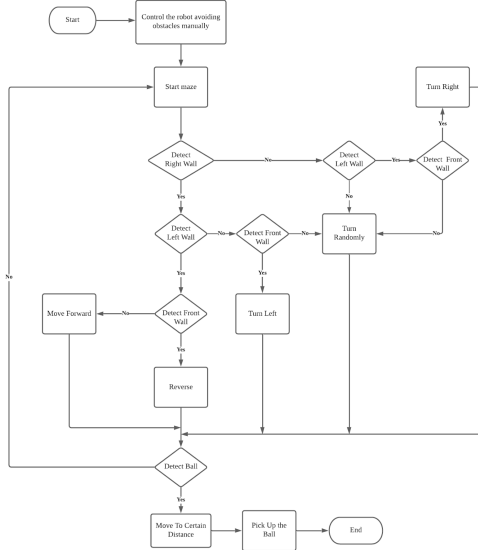 Start
Control the robot avoiding
obstacles manually
Start maze
Turn Right
Yes
Detect
Right Wall
No
Detect
Left Wall
Yes
Detect Front
Wall
Yes
No
Detect
Left Wall
No
Detect Front
Wall
No
Turn
Randomly
No
No
Yes
Yes
Move Forward
No
Detect Front
Wall
Turn Left
Yes
Reverse
Detect Ball
Yes
Move To Certain
Distance
Pick Up the
Ball
End